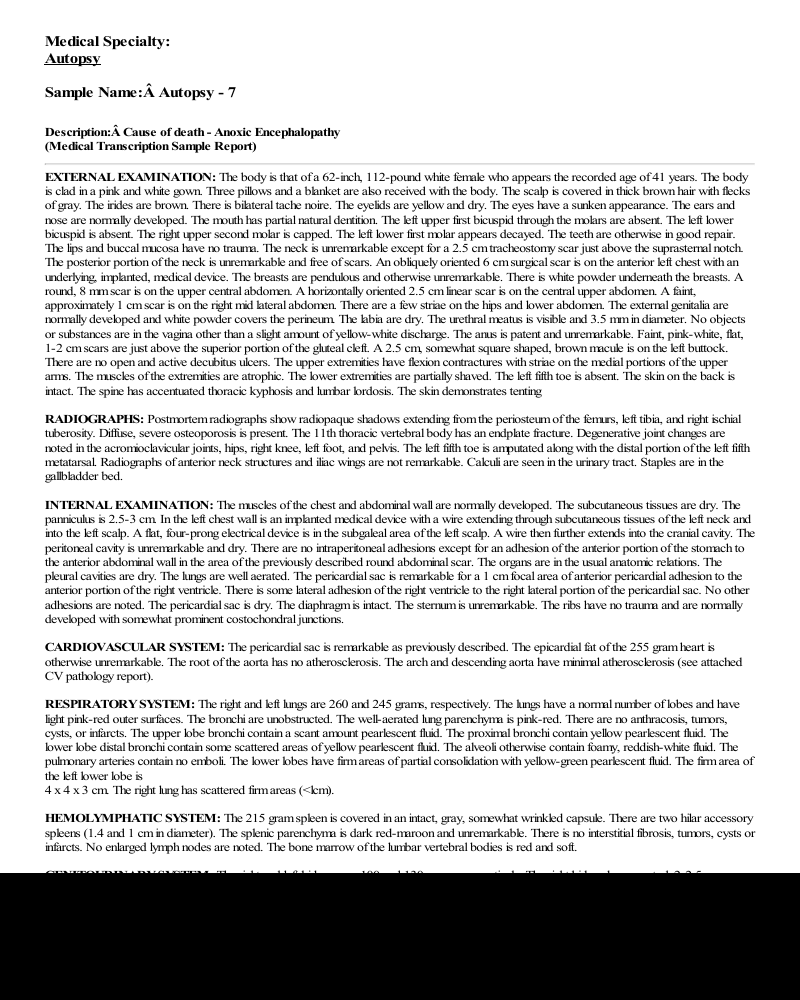 Medical Specialty:
Autopsy
Sample Name:Â Autopsy - 7
Description:Â Cause of death - Anoxic Encephalopathy
(Medical Transcription Sample Report)
EXTERNAL EXAMINATION: The body is that of a 62-inch, 112-pound white female who appears the recorded age of 41 years. The body
is clad in a pink and white gown. Three pillows and a blanket are also received with the body. The scalp is covered in thick brown hair with flecks
of gray. The irides are brown. There is bilateral tache noire. The eyelids are yellow and dry. The eyes have a sunken appearance. The ears and
nose are normally developed. The mouth has partial natural dentition. The left upper first bicuspid through the molars are absent. The left lower
bicuspid is absent. The right upper second molar is capped. The left lower first molar appears decayed. The teeth are otherwise in good repair.
The lips and buccal mucosa have no trauma. The neck is unremarkable except for a 2.5 cm tracheostomy scar just above the suprasternal notch.
The posterior portion of the neck is unremarkable and free of scars. An obliquely oriented 6 cm surgical scar is on the anterior left chest with an
underlying, implanted, medical device. The breasts are pendulous and otherwise unremarkable. There is white powder underneath the breasts. A
round, 8 mm scar is on the upper central abdomen. A horizontally oriented 2.5 cm linear scar is on the central upper abdomen. A faint,
approximately 1 cm scar is on the right mid lateral abdomen. There are a few striae on the hips and lower abdomen. The external genitalia are
normally developed and white powder covers the perineum. The labia are dry. The urethral meatus is visible and 3.5 mm in diameter. No objects
or substances are in the vagina other than a slight amount of yellow-white discharge. The anus is patent and unremarkable. Faint, pink-white, flat,
1-2 cm scars are just above the superior portion of the gluteal cleft. A 2.5 cm, somewhat square shaped, brown macule is on the left buttock.
There are no open and active decubitus ulcers. The upper extremities have flexion contractures with striae on the medial portions of the upper
arms. The muscles of the extremities are atrophic. The lower extremities are partially shaved. The left fifth toe is absent. The skin on the back is
intact. The spine has accentuated thoracic kyphosis and lumbar lordosis. The skin demonstrates tenting
RADIOGRAPHS: Postmortem radiographs show radiopaque shadows extending from the periosteum of the femurs, left tibia, and right ischial
tuberosity. Diffuse, severe osteoporosis is present. The 11th thoracic vertebral body has an endplate fracture. Degenerative joint changes are
noted in the acromioclavicular joints, hips, right knee, left foot, and pelvis. The left fifth toe is amputated along with the distal portion of the left fifth
metatarsal. Radiographs of anterior neck structures and iliac wings are not remarkable. Calculi are seen in the urinary tract. Staples are in the
gallbladder bed.
INTERNAL EXAMINATION: The muscles of the chest and abdominal wall are normally developed. The subcutaneous tissues are dry. The
panniculus is 2.5-3 cm. In the left chest wall is an implanted medical device with a wire extending through subcutaneous tissues of the left neck and
into the left scalp. A flat, four-prong electrical device is in the subgaleal area of the left scalp. A wire then further extends into the cranial cavity. The
peritoneal cavity is unremarkable and dry. There are no intraperitoneal adhesions except for an adhesion of the anterior portion of the stomach to
the anterior abdominal wall in the area of the previously described round abdominal scar. The organs are in the usual anatomic relations. The
pleural cavities are dry. The lungs are well aerated. The pericardial sac is remarkable for a 1 cm focal area of anterior pericardial adhesion to the
anterior portion of the right ventricle. There is some lateral adhesion of the right ventricle to the right lateral portion of the pericardial sac. No other
adhesions are noted. The pericardial sac is dry. The diaphragm is intact. The sternum is unremarkable. The ribs have no trauma and are normally
developed with somewhat prominent costochondral junctions.
CARDIOVASCULAR SYSTEM: The pericardial sac is remarkable as previously described. The epicardial fat of the 255 gram heart is
otherwise unremarkable. The root of the aorta has no atherosclerosis. The arch and descending aorta have minimal atherosclerosis (see attached
CV pathology report).
RESPIRATORY SYSTEM: The right and left lungs are 260 and 245 grams, respectively. The lungs have a normal number of lobes and have
light pink-red outer surfaces. The bronchi are unobstructed. The well-aerated lung parenchyma is pink-red. There are no anthracosis, tumors,
cysts, or infarcts. The upper lobe bronchi contain a scant amount pearlescent fluid. The proximal bronchi contain yellow pearlescent fluid. The
lower lobe distal bronchi contain some scattered areas of yellow pearlescent fluid. The alveoli otherwise contain foamy, reddish-white fluid. The
pulmonary arteries contain no emboli. The lower lobes have firm areas of partial consolidation with yellow-green pearlescent fluid. The firm area of
the left lower lobe is
4 x 4 x 3 cm. The right lung has scattered firm areas (<1cm).
HEMOLYMPHATIC SYSTEM: The 215 gram spleen is covered in an intact, gray, somewhat wrinkled capsule. There are two hilar accessory
spleens (1.4 and 1 cm in diameter). The splenic parenchyma is dark red-maroon and unremarkable. There is no interstitial fibrosis, tumors, cysts or
infarcts. No enlarged lymph nodes are noted. The bone marrow of the lumbar vertebral bodies is red and soft.